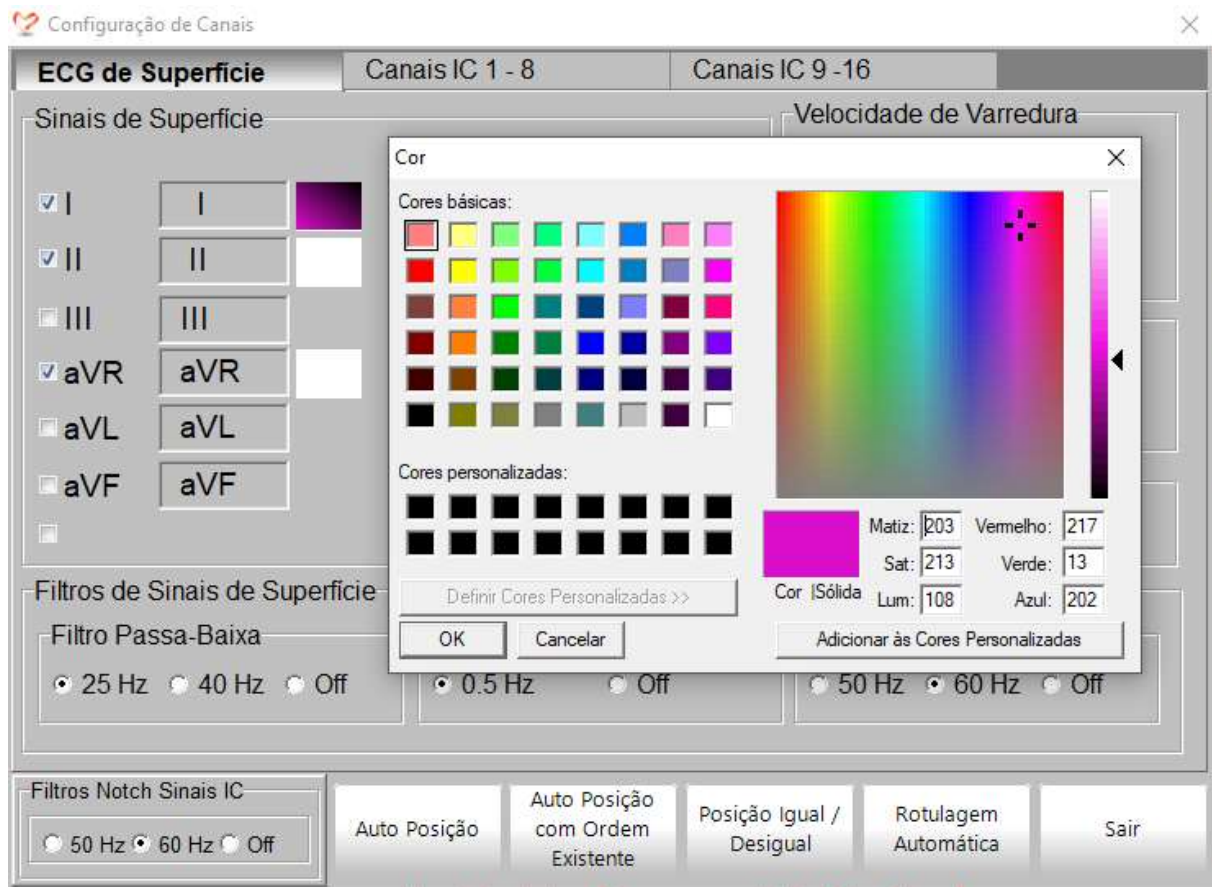 Configuração de Canais
ECG de Superfície
Canais IC 1 - 8
Canais IC 9 -16
Sinais de Superfície
Velocidade de Varredura
I I
II II
III III
aVR aVR
aVL aVL
aVF aVF
Cor
Cores básicas:
Cores personalizadas:
Definir Cores Personalizadas >>
OK
Cancelar
Cor |Sólida
Matiz: 203
Vermelho: 217
Sat: 213
Verde: 13
Lum: 108
Azul: 202
Adicionar às Cores Personalizadas
Filtros de Sinais de Superfície
Filtro Passa-Baixa
25 Hz 40 Hz Off
0.5 Hz Off
50 Hz 60 Hz Off
Filtros Notch Sinais IC
50 Hz 60 Hz Off
Auto Posição
Auto Posição
com Ordem
Existente
Posição Igual /
Desigual
Rotulagem
Automática
Sair